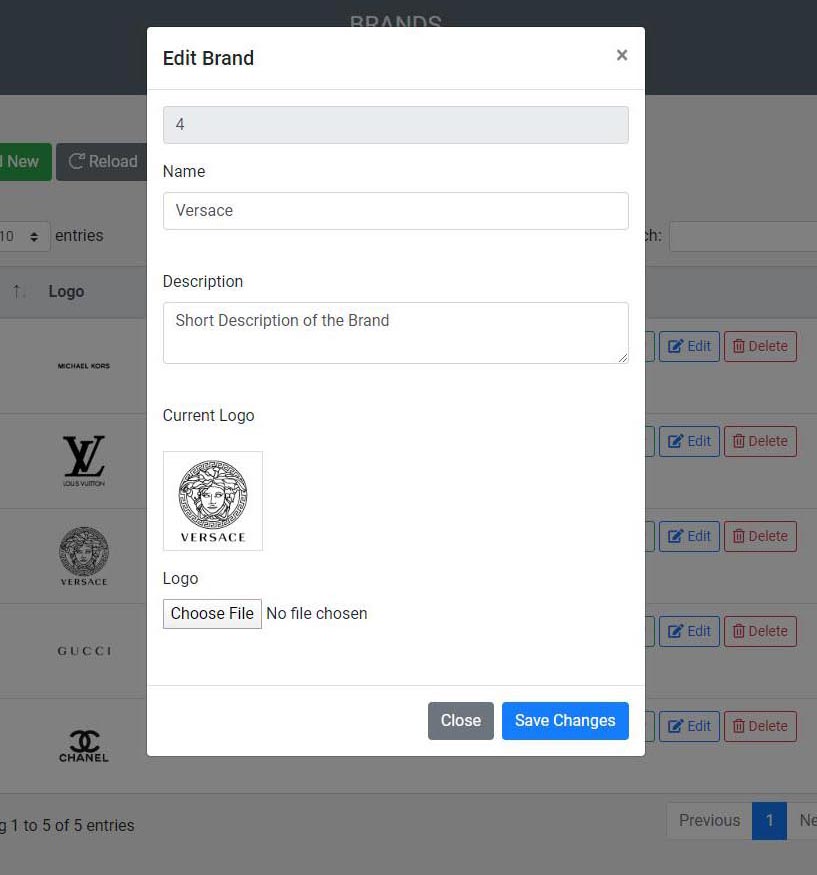 BRANDS
Edit Brand
×
4
New
Reload
Name
Versace
10 entries
Description
Logo
Short Description of the Brand
MICHAEL KORS
Edit
Delete
Current Logo
LV
LOUIS VUITTON
Edit
Delete
VERSACE
VERSACE
Edit
Delete
Logo
Choose File No file chosen
GUCCI
Edit
Delete
Close
Save Changes
CHANEL
Edit
Delete
1 to 5 of 5 entries
Previous
1